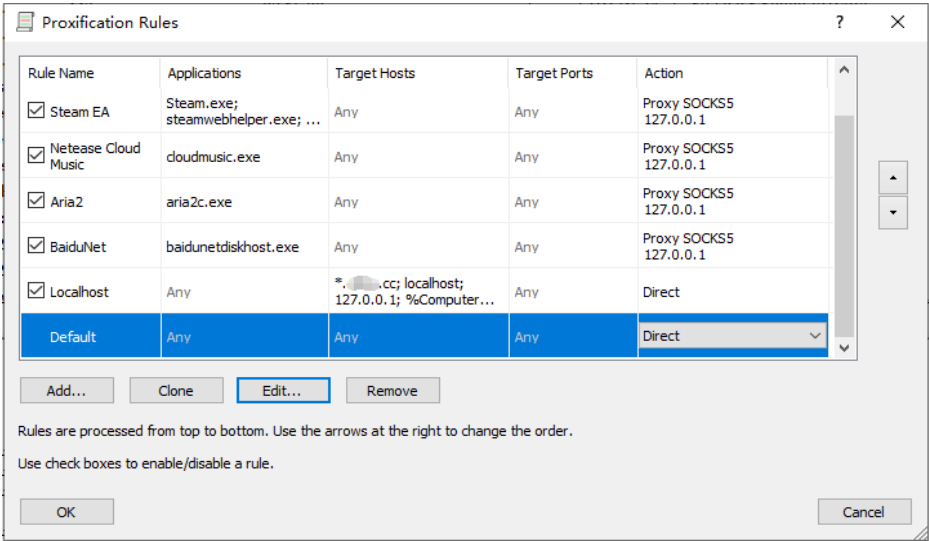 Proxification Rules
Rule Name Applications Target Hosts Target Ports Action
Steam EA
Steam.exe;
steamwebhelper.exe; ...
Any
Any
Proxy SOCKS5
127.0.0.1
Netease Cloud
Music
cloudmusic.exe
Any
Any
Proxy SOCKS5
127.0.0.1
Aria2
aria2c.exe
Any
Any
Proxy SOCKS5
127.0.0.1
BaiduNet
baidunetdiskhost.exe
Any
Any
Proxy SOCKS5
127.0.0.1
Localhost
Any
*. .cc; localhost;
127.0.0.1; %Computer...
Any
Direct
Default
Any
Any
Any
Direct
Add... Clone Edit... Remove
Rules are processed from top to bottom. Use the arrows at the right to change the order.
Use check boxes to enable/disable a rule.
OK Cancel